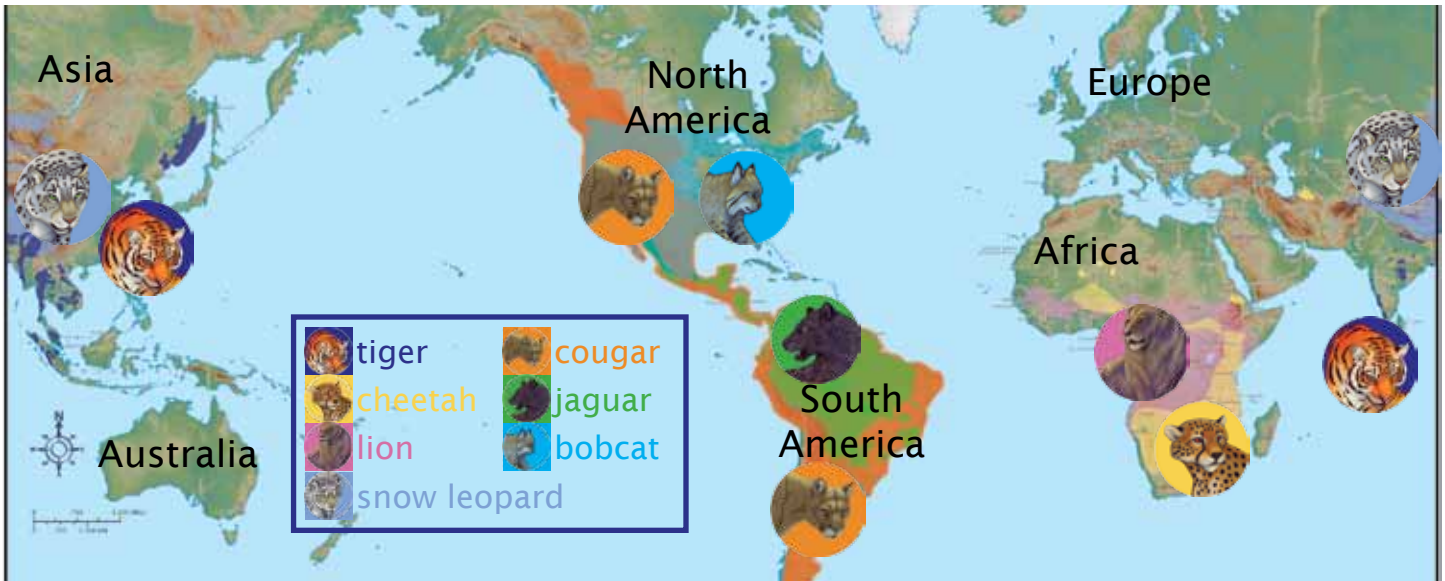 Asia
North
America
Europe
Africa
South
America
Australia
tiger
cheetah
lion
snow leopard
cougar
jaguar
bobcat
N